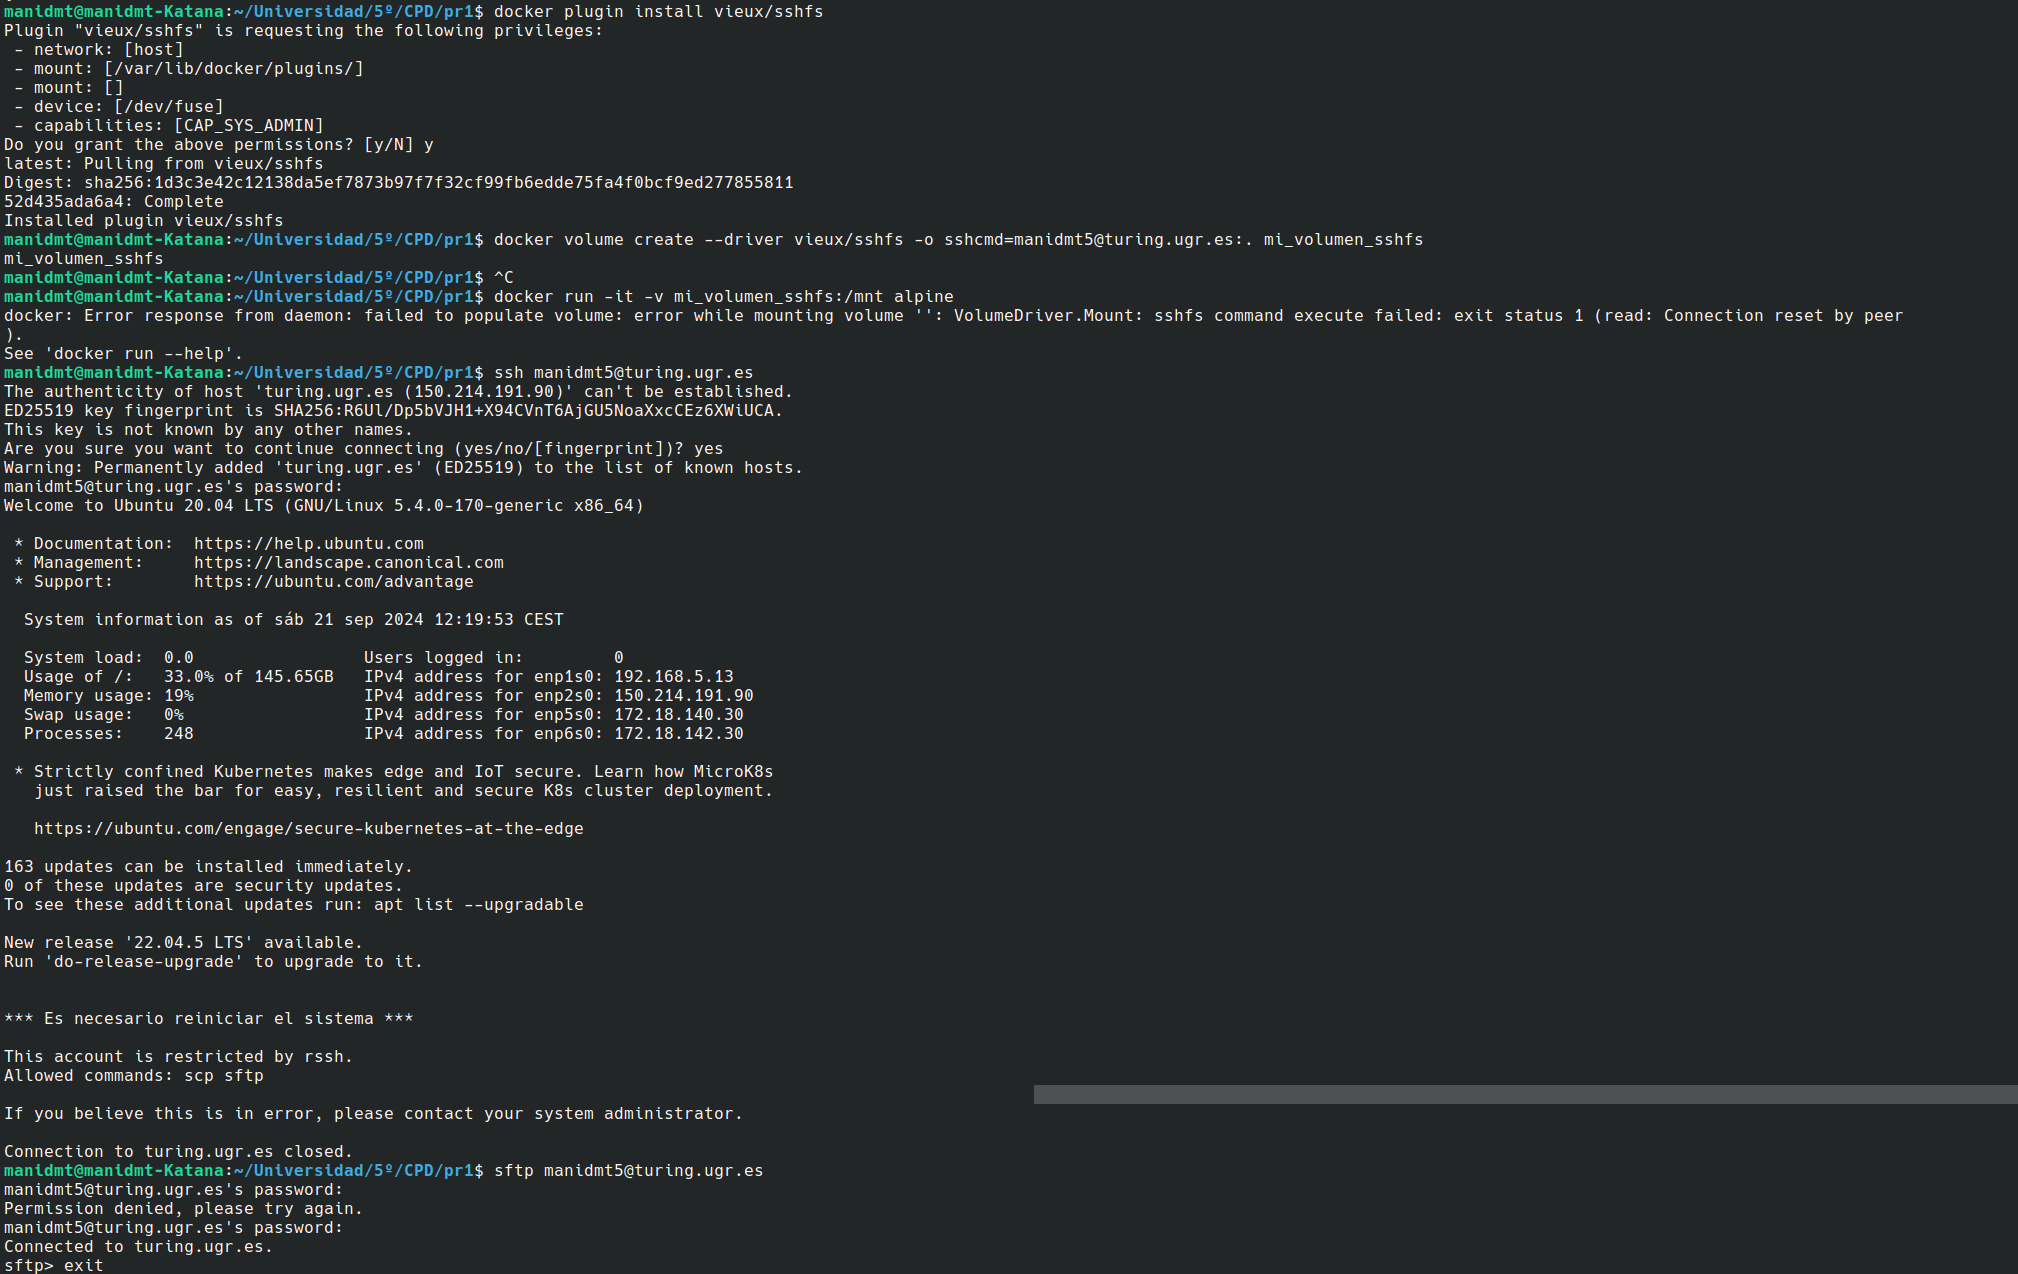 manidmt@manidmt-Katana:~/Universidad/5º/CPD/pr1$ docker plugin install vieux/sshfs
Plugin "vieux/sshfs" is requesting the following privileges:
 - network: [host]
 - mount: [/var/lib/docker/plugins/]
 - mount: []
 - device: [/dev/fuse]
 - capabilities: [CAP_SYS_ADMIN]
Do you grant the above permissions? [y/N] y
latest: Pulling from vieux/sshfs
Digest: sha256:1d3c3e42c12138da5ef7873b97f7f32cf99fb6edde75fa4f0bcf9ed277855811
52d435ada6a4: Complete
Installed plugin vieux/sshfs
manidmt@manidmt-Katana:~/Universidad/5º/CPD/pr1$ docker volume create --driver vieux/sshfs -o sshcmd=manidmt5@turing.ugr.es:. mi_volumen_sshfs
mi_volumen_sshfs
manidmt@manidmt-Katana:~/Universidad/5º/CPD/pr1$ ^C
manidmt@manidmt-Katana:~/Universidad/5º/CPD/pr1$ docker run -it -v mi_volumen_sshfs:/mnt alpine
docker: Error response from daemon: failed to populate volume: error while mounting volume '': VolumeDriver.Mount: sshfs command execute failed: exit status 1 (read: Connection reset by peer
).
See 'docker run --help'.
manidmt@manidmt-Katana:~/Universidad/5º/CPD/pr1$ ssh manidmt5@turing.ugr.es
The authenticity of host 'turing.ugr.es (150.214.191.90)' can't be established.
ED25519 key fingerprint is SHA256:R6Ul/Dp5bVJH1+X94CVnT6AjGU5NoaXxcCEz6XWiUCA.
This key is not known by any other names.
Are you sure you want to continue connecting (yes/no/[fingerprint])? yes
Warning: Permanently added 'turing.ugr.es' (ED25519) to the list of known hosts.
manidmt5@turing.ugr.es's password:
Welcome to Ubuntu 20.04 LTS (GNU/Linux 5.4.0-170-generic x86_64)

 * Documentation:  https://help.ubuntu.com
 * Management:     https://landscape.canonical.com
 * Support:        https://ubuntu.com/advantage

  System information as of sáb 21 sep 2024 12:19:53 CEST

  System load:  0.0                 Users logged in:         0
  Usage of /:   33.0% of 145.65GB   IPv4 address for enp1s0: 192.168.5.13
  Memory usage: 19%                 IPv4 address for enp2s0: 150.214.191.90
  Swap usage:   0%                  IPv4 address for enp5s0: 172.18.140.30
  Processes:    248                 IPv4 address for enp6s0: 172.18.142.30

 * Strictly confined Kubernetes makes edge and IoT secure. Learn how MicroK8s
   just raised the bar for easy, resilient and secure K8s cluster deployment.

   https://ubuntu.com/engage/secure-kubernetes-at-the-edge

163 updates can be installed immediately.
0 of these updates are security updates.
To see these additional updates run: apt list --upgradable

New release '22.04.5 LTS' available.
Run 'do-release-upgrade' to upgrade to it.


*** Es necesario reiniciar el sistema ***

This account is restricted by rssh.
Allowed commands: scp sftp

If you believe this is in error, please contact your system administrator.

Connection to turing.ugr.es closed.
manidmt@manidmt-Katana:~/Universidad/5º/CPD/pr1$ sftp manidmt5@turing.ugr.es
manidmt5@turing.ugr.es's password:
Permission denied, please try again.
manidmt5@turing.ugr.es's password:
Connected to turing.ugr.es.
sftp> exit